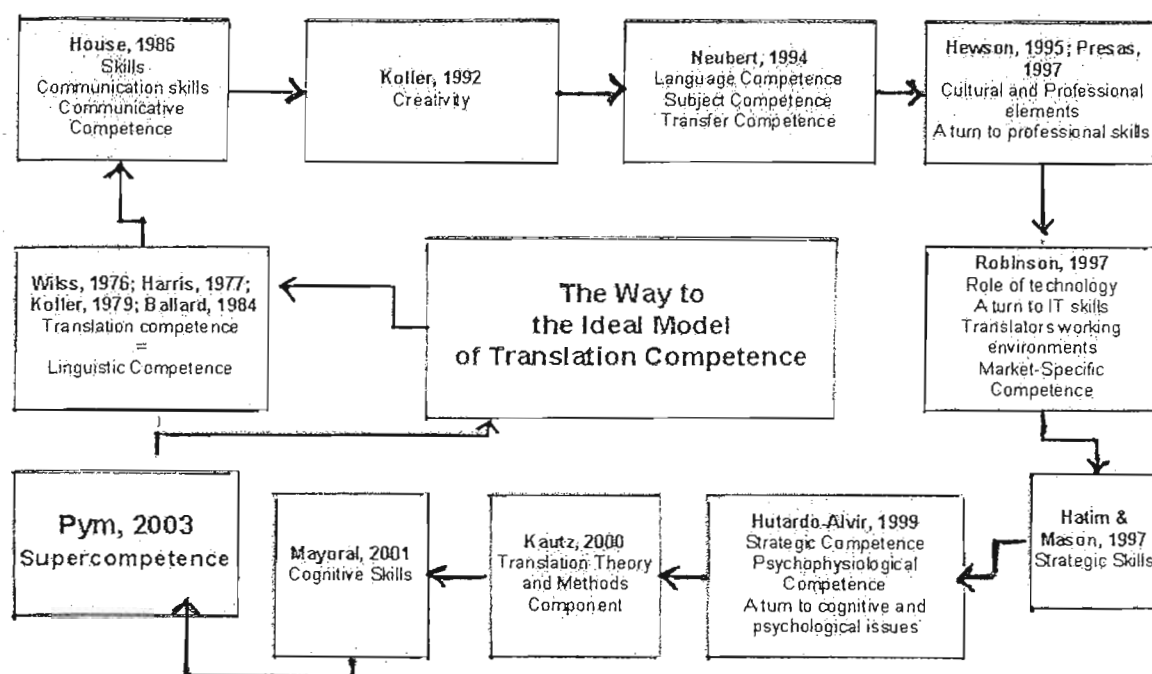 House, 1986
Skills
Communication skills
Communicative
Competence
Koller, 1992
Creativity
Neubert, 1994
Language Competence
Subject Competence
Transfer Competence
Hewson, 1995; Presas,
1997
Cultural and Professional
elements
A turn to professional skills
Wilss, 1976; Harris, 1977;
Koller, 1979; Ballard, 1984
Translation competence
=
Linguistic Competence
The Way to
the Ideal Model
of Translation Competence
Robinson, 1997
Role of technology
A turn to IT skills
Translators working
environments
Market-Specific
Competence
Pym, 2003
Supercompetence
Mayoral, 2001
Cognitive Skills
Kautz, 2000
Translation Theory
and Methods
Component
Hutardo-Alvir, 1999
Strategic Competence
Psychophysiological
Competence
A turn to cognitive and
psychological issues
Hatim &
Mason, 1997
Strategic Skills